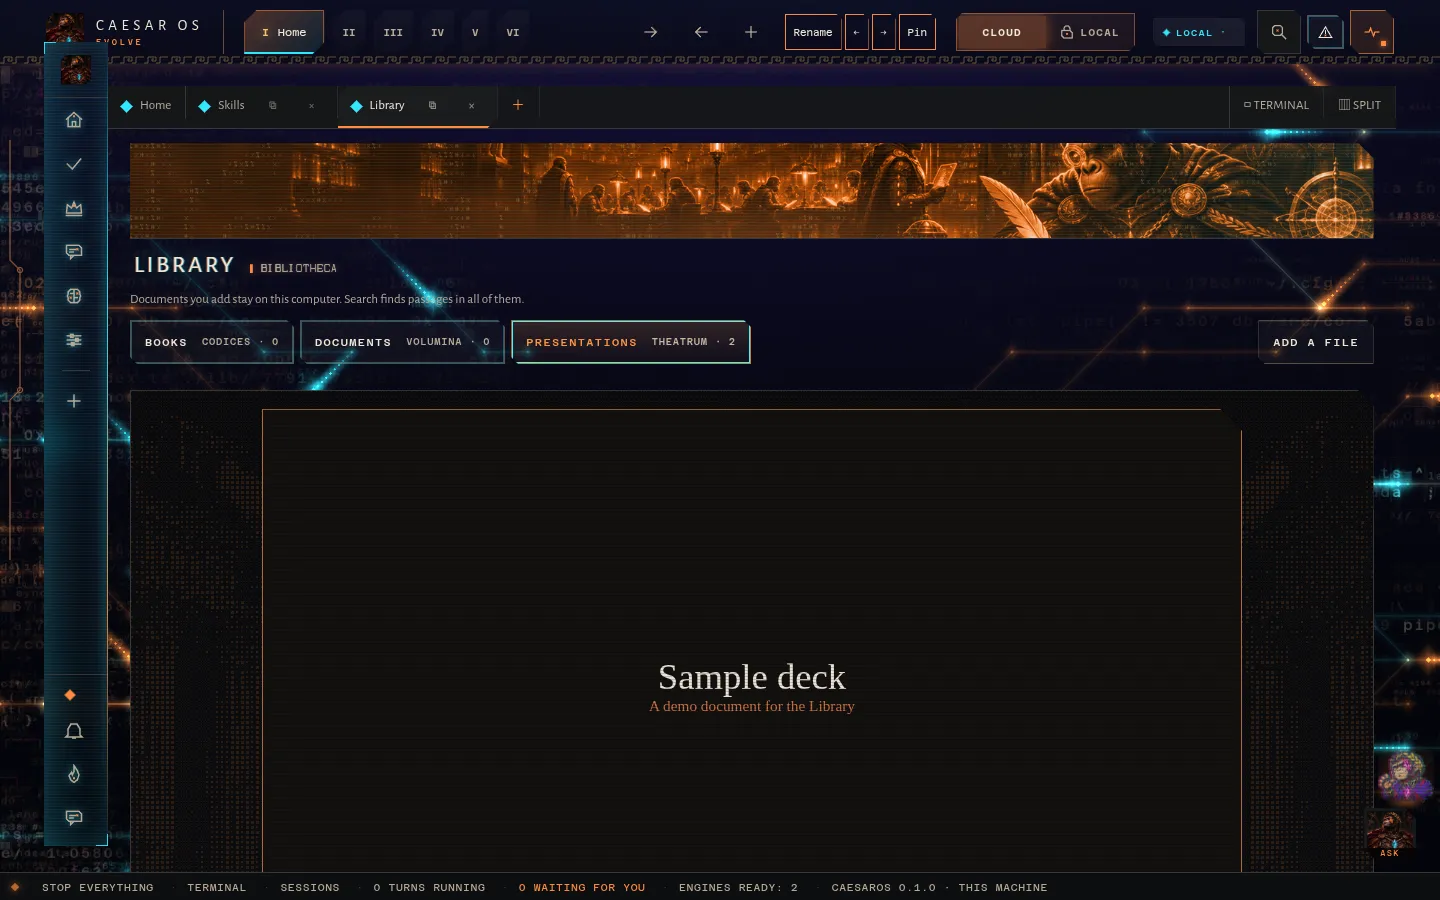 CAESAR OS
EVOLVE
I Home
II
III
IV
V
VI
Rename
Pin
CLOUD
LOCAL
LOCAL
Home
Skills
Library
TERMINAL
SPLIT
LIBRARY
BIBLIOTHECA
Documents you add stay on this computer. Search finds passages in all of them.
BOOKS CODICES · 0
DOCUMENTS VOLUMINA · 0
PRESENTATIONS THEATRUM · 2
ADD A FILE
Sample deck
A demo document for the Library
ASK
STOP EVERYTHING · TERMINAL · SESSIONS · 0 TURNS RUNNING · 0 WAITING FOR YOU · ENGINES READY: 2 · CAESAROS 0.1.0 · THIS MACHINE